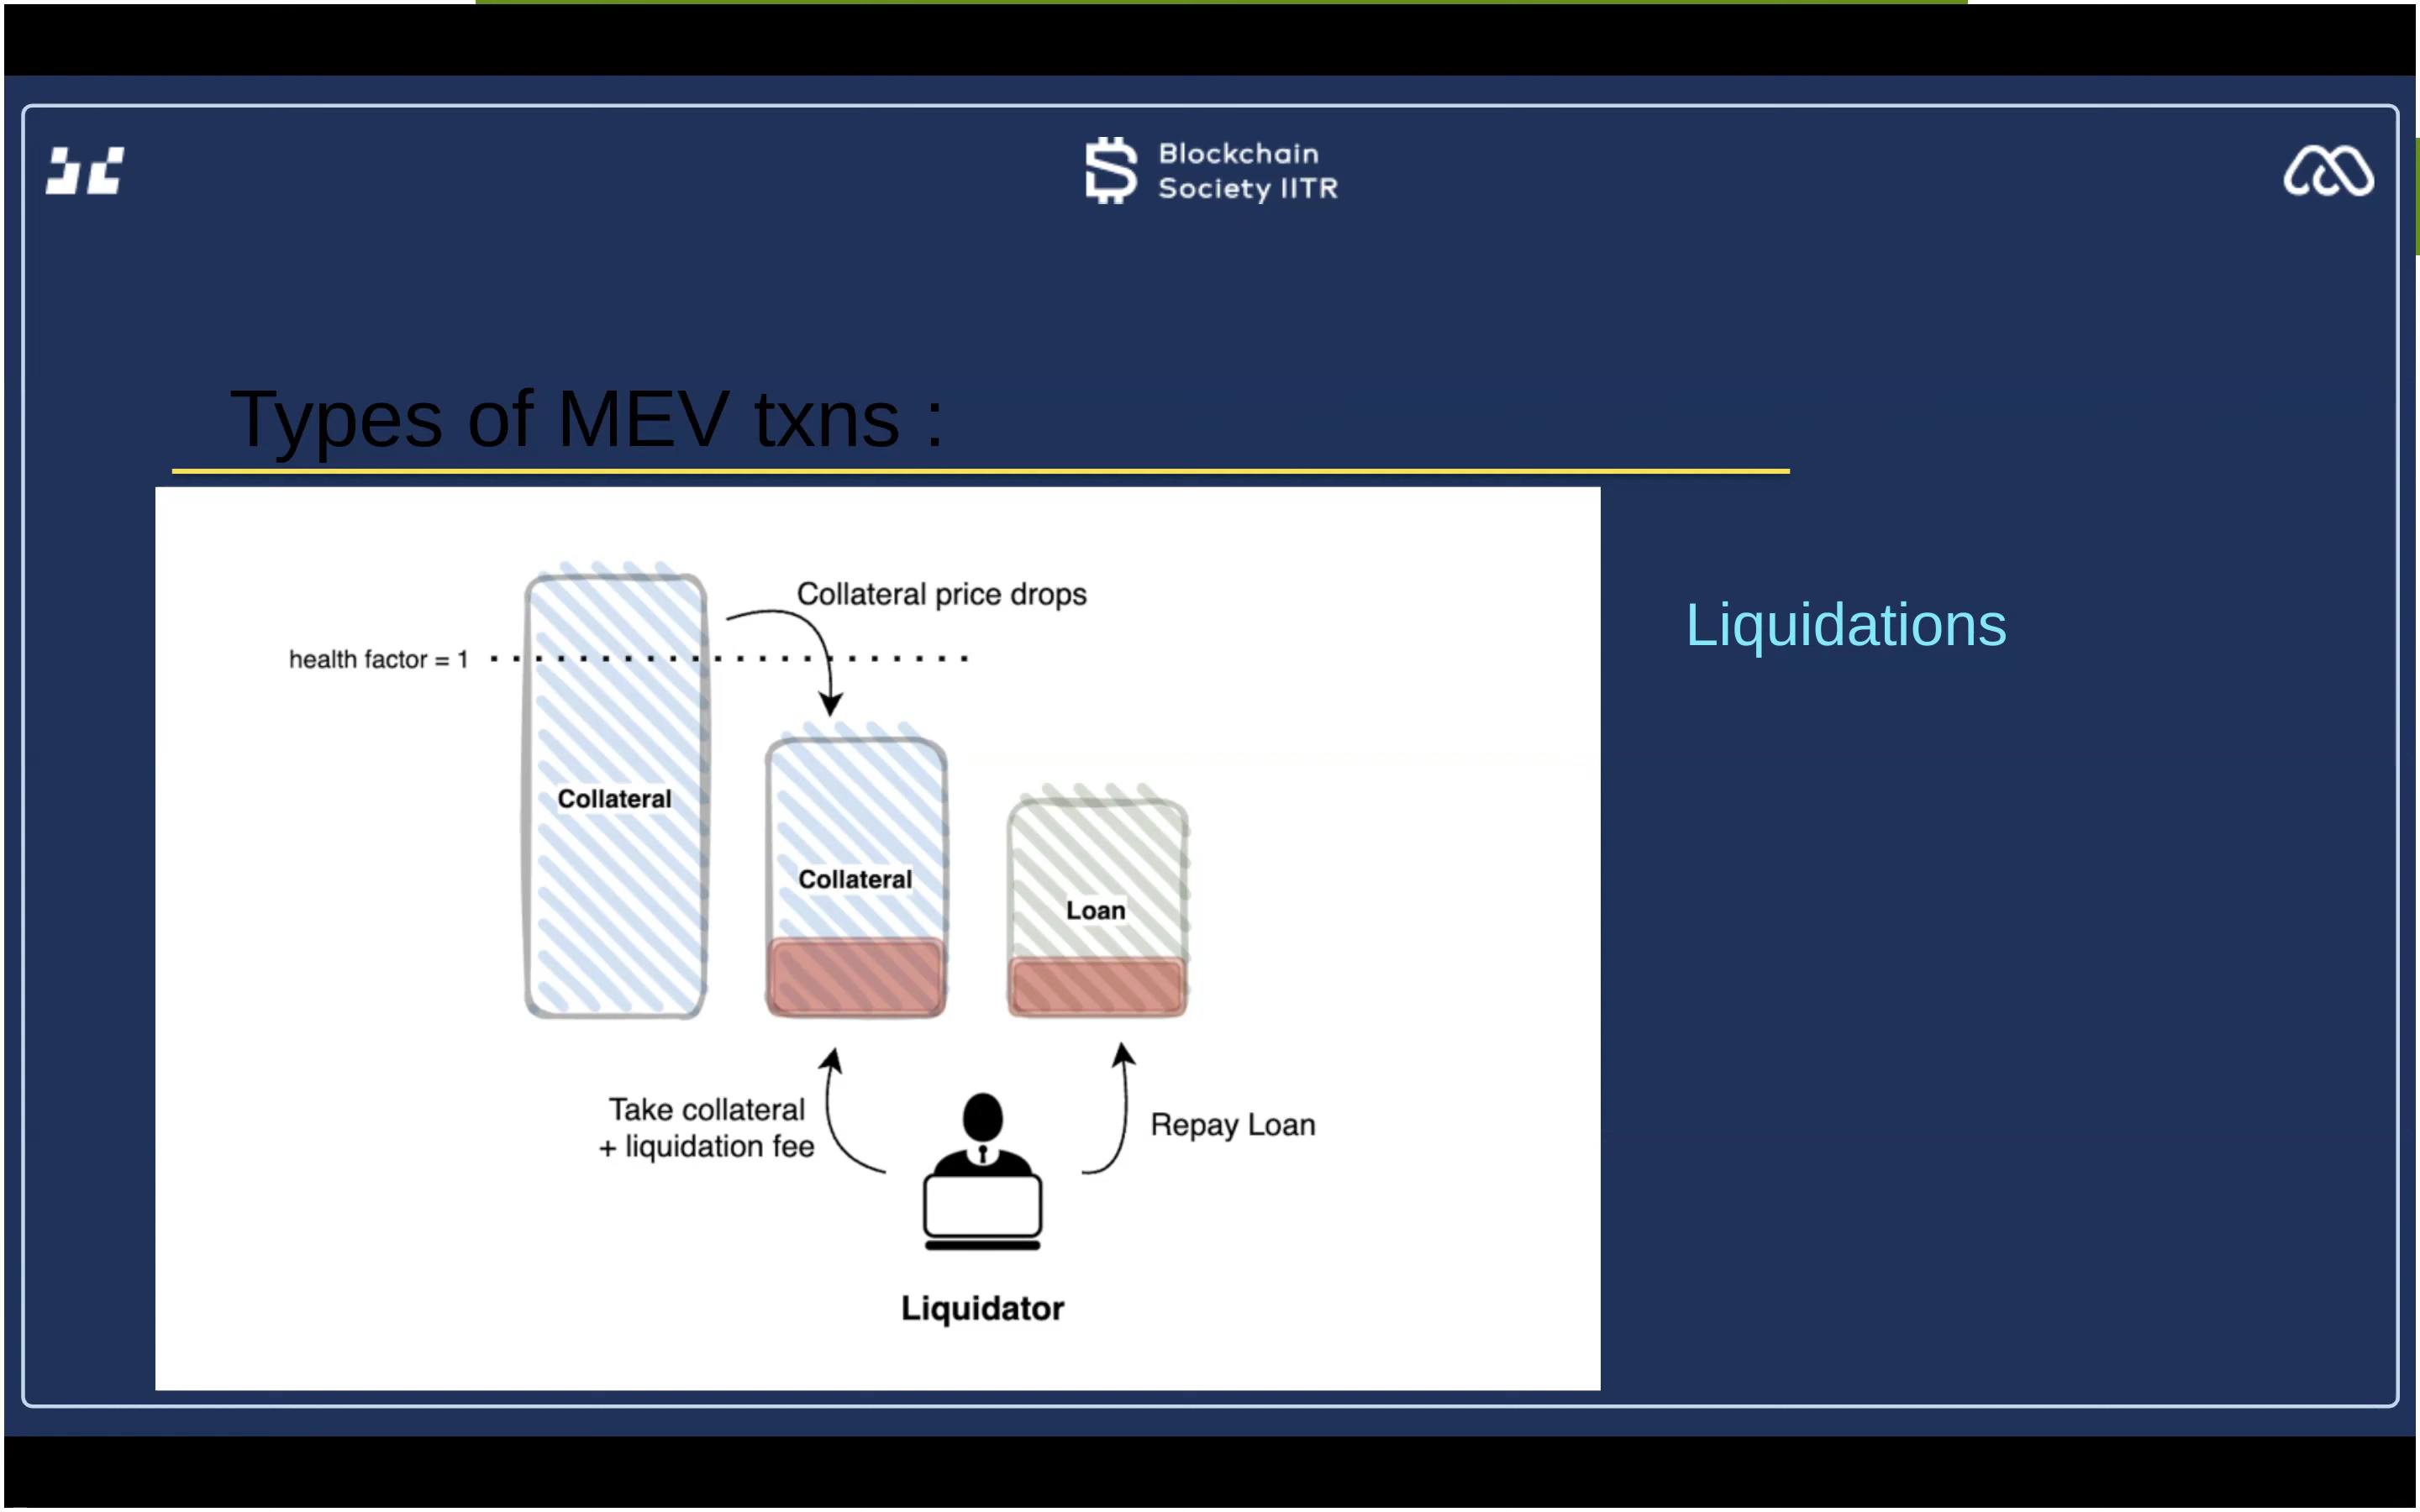 Blockchain
Society IITR
Types of MEV txns :
Collateral price drops
health factor = 1
Liquidations
Collateral
Collateral
Loan
Take collateral
+ liquidation fee
Repay Loan
Liquidator